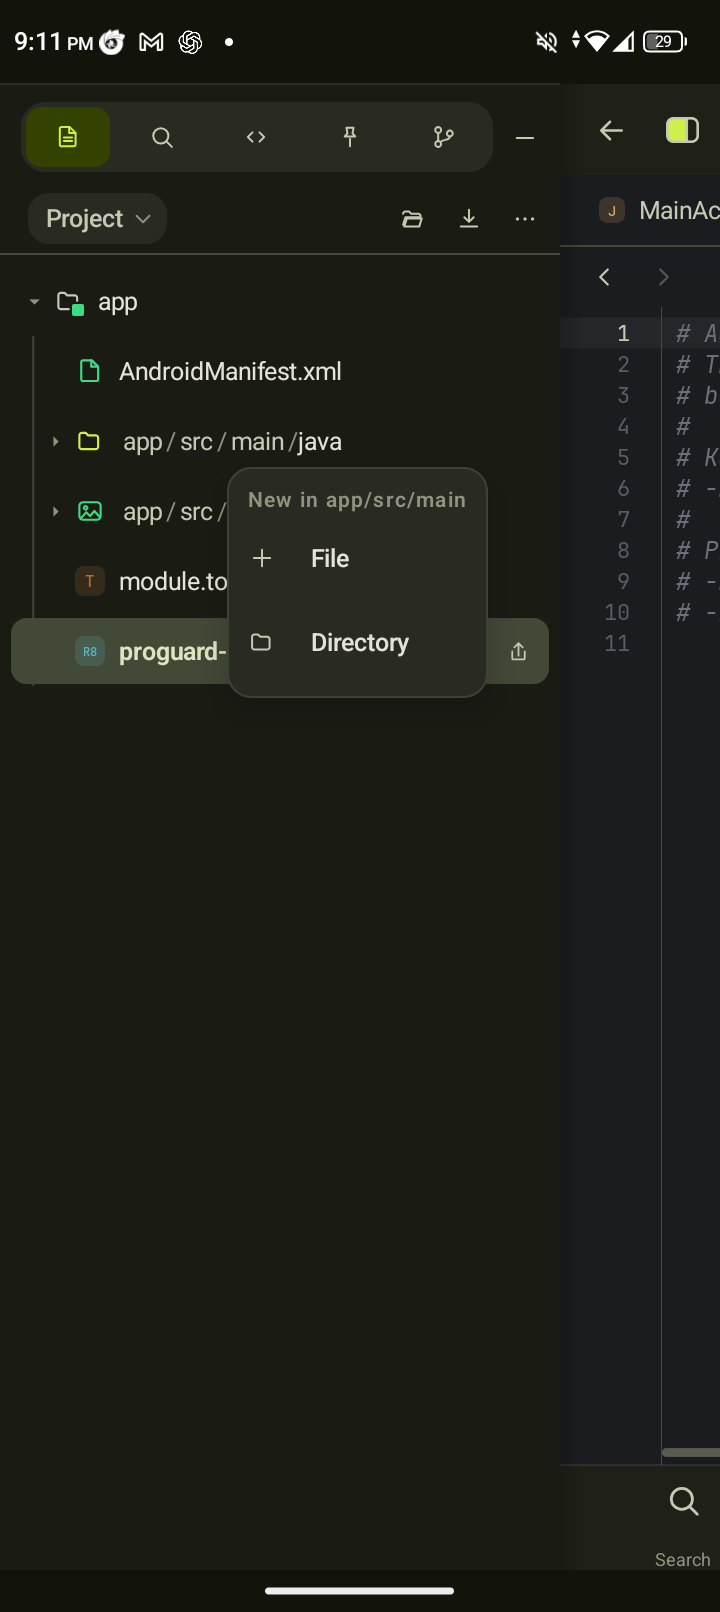 9:11 PM
29
Project
J MainAc
app
AndroidManifest.xml
app/src/main/java
app/src/
New in app/src/main
File
Directory
T module.to
R8 proguard-
1 # A
2 # T
3 # b
4 #
5 # K
6 # -
7 #
8 # P
9 # -
10 # -
11
Search